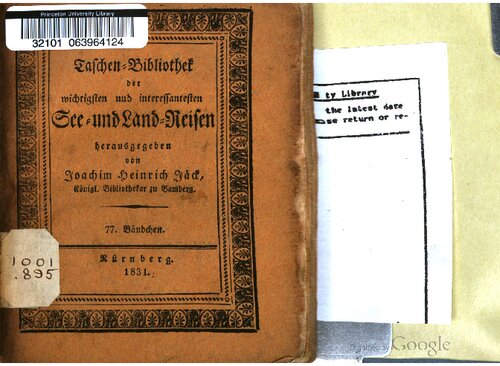 Princeton University Library
32101 063964124
Taschen-Bibliothek
der
wichtigsten und interessantesten
See- und Land-Reisen
herausgegeben
von
Joachim Heinrich Jäck,
Königl. Bibliothekar zu Bamberg.
77. Bändchen.
Nürnberg.
1831.
1001
.895
ty Library
the latest date
se return or re-
Google